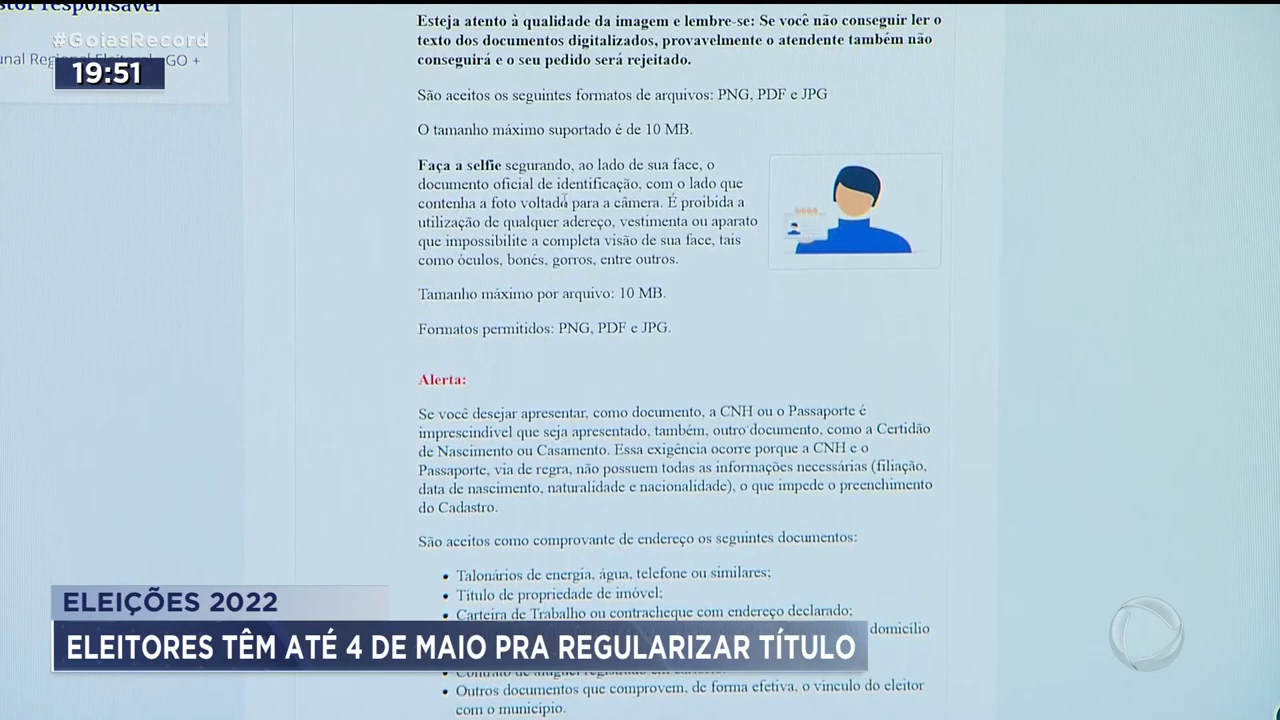 stor responsável
#GoiásRecord
19:51
Esteja atento à qualidade da imagem e lembre-se: Se você não conseguir ler o
texto dos documentos digitalizados, provavelmente o atendente também não
conseguirá e o seu pedido será rejeitado.
São aceitos os seguintes formatos de arquivos: PNG, PDF e JPG
O tamanho máximo suportado é de 10 MB.
Faça a selfie segurando, ao lado de sua face, o
documento oficial de identificação, com o lado que
contenha a foto voltada para a câmera. É proibida a
utilização de qualquer adereço, vestimenta ou aparato
que impossibilite a completa visão de sua face, tais
como óculos, bonés, gorros, entre outros.
Tamanho máximo por arquivo: 10 MB.
Formatos permitidos: PNG, PDF e JPG.
Alerta:
Se você desejar apresentar, como documento, a CNH ou o Passaporte é
imprescindível que seja apresentado, também, outro documento, como a Certidão
de Nascimento ou Casamento. Essa exigência ocorre porque a CNH e o
Passaporte, via de regra, não possuem todas as informações necessárias (filiação,
data de nascimento, naturalidade e nacionalidade), o que impede o preenchimento
do Cadastro.
São aceitos como comprovante de endereço os seguintes documentos:
• Talonários de energia, água, telefone ou similares;
• Título de propriedade de imóvel;
• Carteira de Trabalho ou contracheque com endereço declarado;
domicílio
• Outros documentos que comprovem, de forma efetiva, o vínculo do eleitor
com o município.
ELEIÇÕES 2022
ELEITORES TÊM ATÉ 4 DE MAIO PRA REGULARIZAR TÍTULO